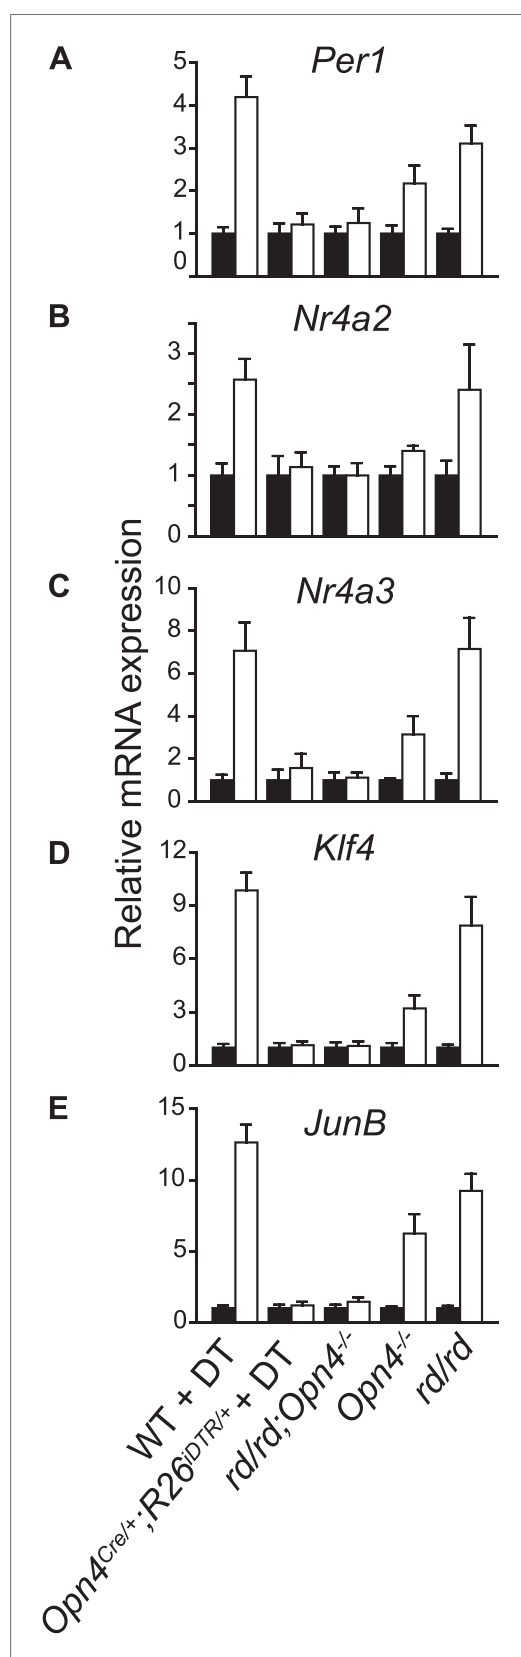 A
Per1
5
4
3
2
1
0
B
Nr4a2
3
2
1
0
C
Nr4a3
10
8
6
4
2
0
Relative mRNA expression
D
Klf4
12
9
6
3
0
E
JunB
15
10
5
0
WT + DT
Opn4Cre/+;R26iDTR/+ + DT
rd/rd;Opn4-/-
Opn4-/-
rd/rd